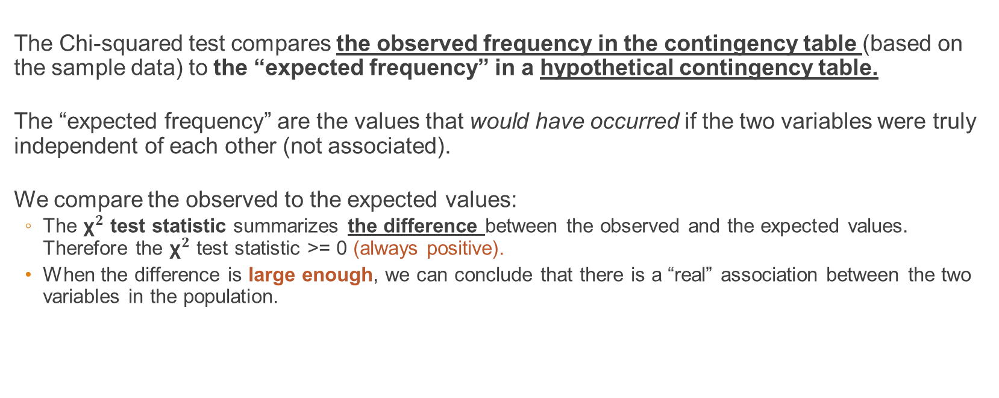 The Chi-squared test compares the observed frequency in the contingency table (based on
the sample data) to the “expected frequency” in a hypothetical contingency table.
The “expected frequency” are the values that would have occurred if the two variables were truly
independent of each other (not associated).
We compare the observed to the expected values:
◦ The χ² test statistic summarizes the difference between the observed and the expected values.
Therefore the χ² test statistic >= 0 (always positive).
• When the difference is large enough, we can conclude that there is a “real” association between the two
variables in the population.